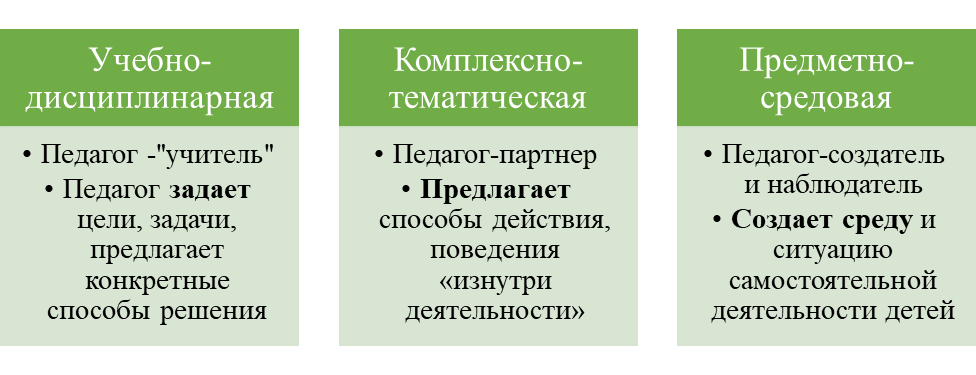 Учебно-
дисциплинарная
• Педагог -"учитель"
• Педагог задает
цели, задачи,
предлагает
конкретные
способы решения
Комплексно-
тематическая
• Педагог-партнер
• Предлагает
способы действия,
поведения
«изнутри
деятельности»
Предметно-
средовая
• Педагог-создатель
и наблюдатель
• Создает среду и
ситуацию
самостоятельной
деятельности детей